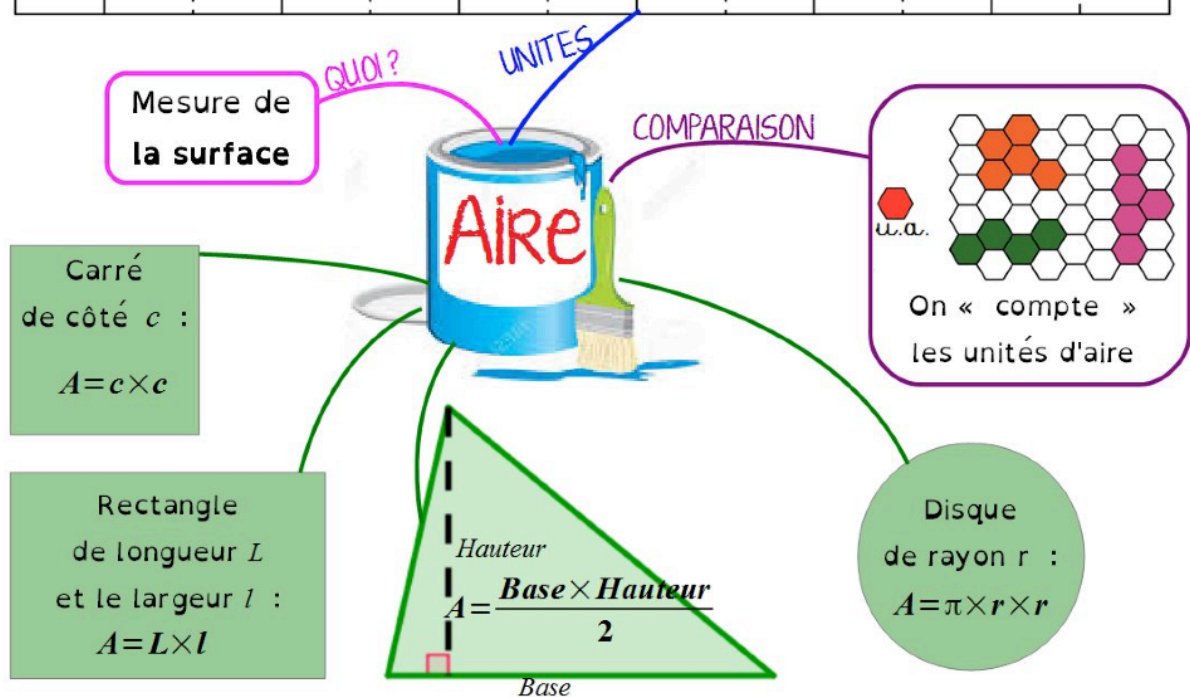 QUOI?
UNITES
Mesure de
la surface
COMPARAISON
AiRE
u.a.
On « compte »
les unités d'aire
Carré
de côté c :
A=c×c
Rectangle
de longueur L
et le largeur l :
A=L×l
Hauteur
A=Base×Hauteur/2
Base
Disque
de rayon r :
A=π×r×r